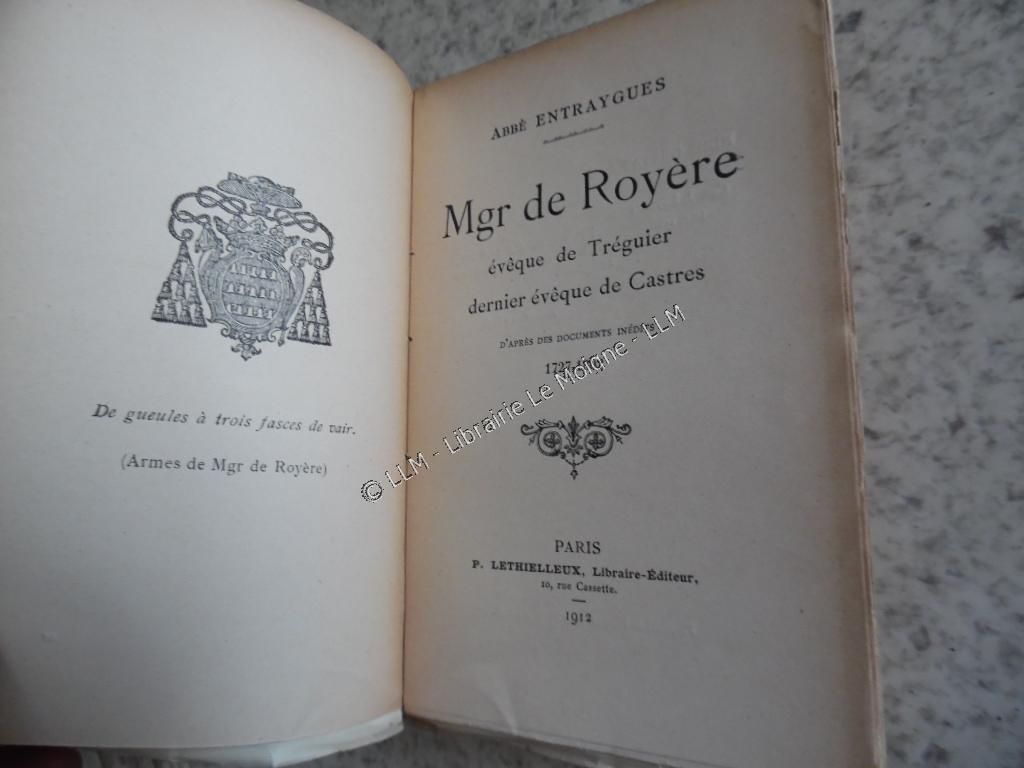 De gueules à trois fasces de vair.
(Armes de Mgr de Royère)
ABBÉ ENTRAYGUES
Mgr de Royère
évêque de Tréguier
dernier évêque de Castres
D'APRÈS DES DOCUMENTS INÉDITS
1727
PARIS
P. LETHIELLEUX, Libraire-Éditeur,
10, rue Cassette.
1912
© LLM - Librairie Le Moigne - LLM